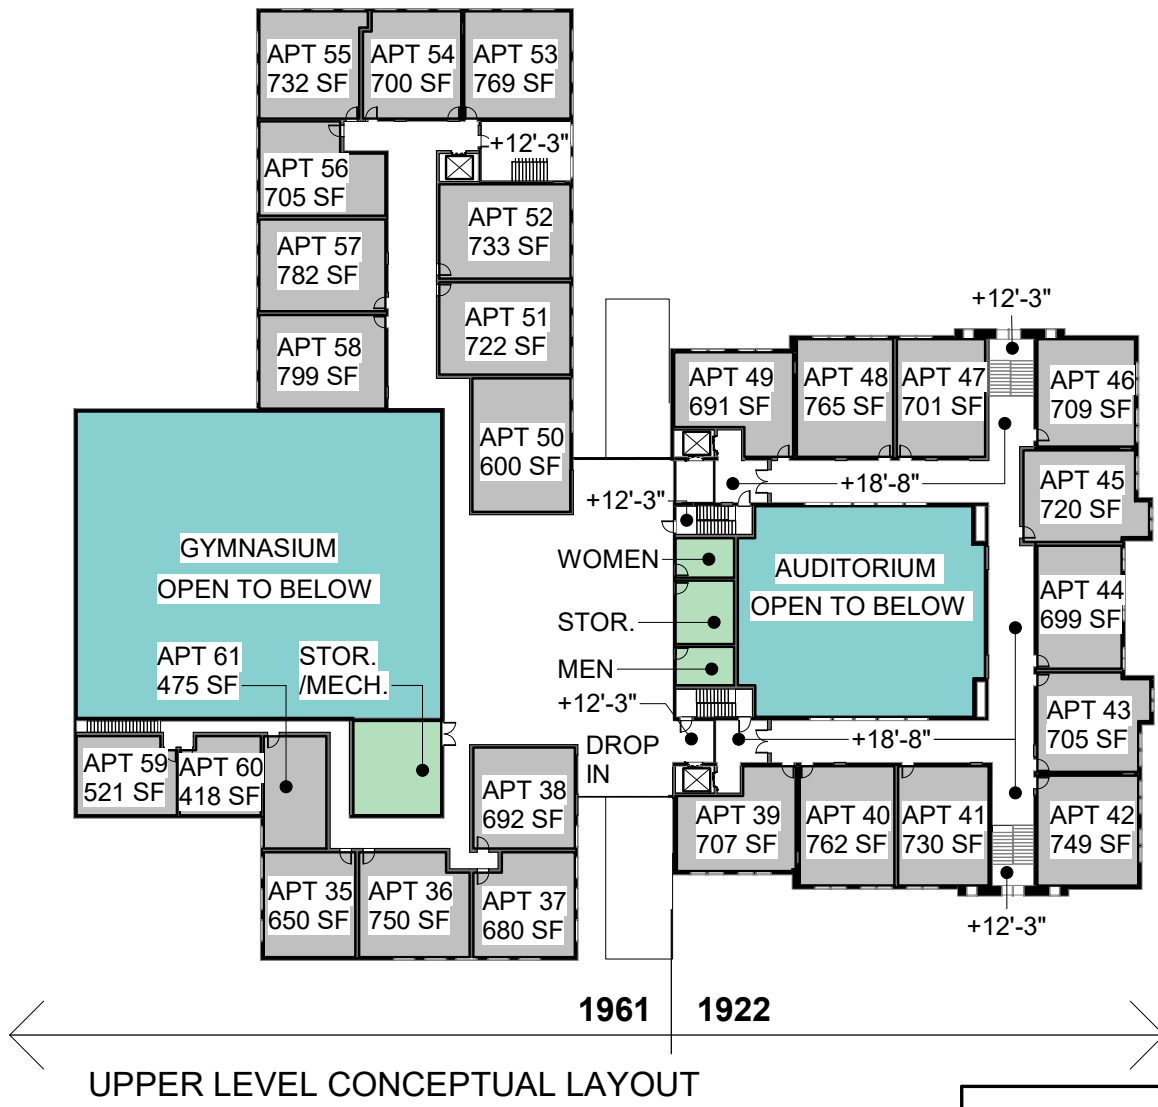 APT 55
732 SF
APT 54
700 SF
APT 53
769 SF
+12'-3"
APT 56
705 SF
APT 52
733 SF
APT 57
782 SF
APT 51
722 SF
APT 58
799 SF
APT 50
600 SF
+12'-3"
APT 49
691 SF
APT 48
765 SF
APT 47
701 SF
APT 46
709 SF
+18'-8"
APT 45
720 SF
+12'-3"
GYMNASIUM
OPEN TO BELOW
WOMEN
AUDITORIUM
OPEN TO BELOW
APT 44
699 SF
STOR.
APT 61
475 SF
STOR.
/MECH.
MEN
+12'-3"
APT 43
705 SF
+18'-8"
DROP
IN
APT 59
521 SF
APT 60
418 SF
APT 38
692 SF
APT 39
707 SF
APT 40
762 SF
APT 41
730 SF
APT 42
749 SF
APT 35
650 SF
APT 36
750 SF
APT 37
680 SF
+12'-3"
1961
1922
UPPER LEVEL CONCEPTUAL LAYOUT